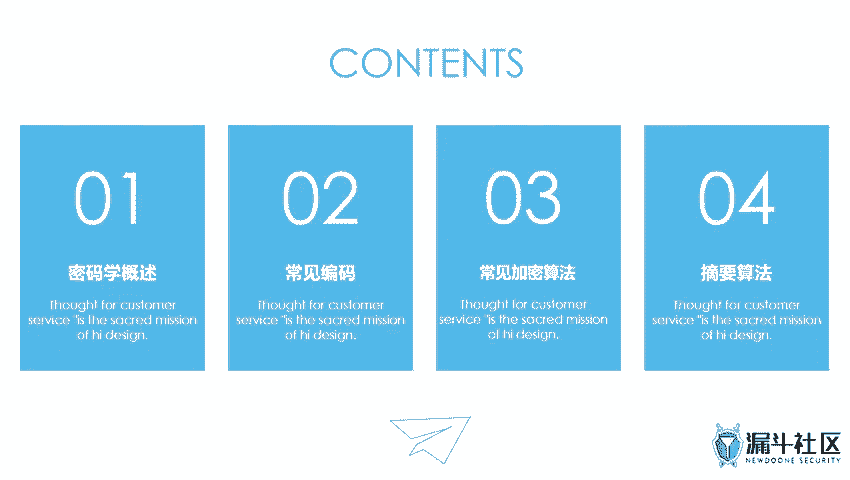 CONTENTS
01
密码学概述
Thought for customer
service "is the sacred mission
of hi design.
02
常见编码
Thought for customer
service "is the sacred mission
of hi design.
03
常见加密算法
Thought for customer
service "is the sacred mission
of hi design.
04
摘要算法
Thought for customer
service "is the sacred mission
of hi design.
漏斗社区
NEWDOONE SECURITY